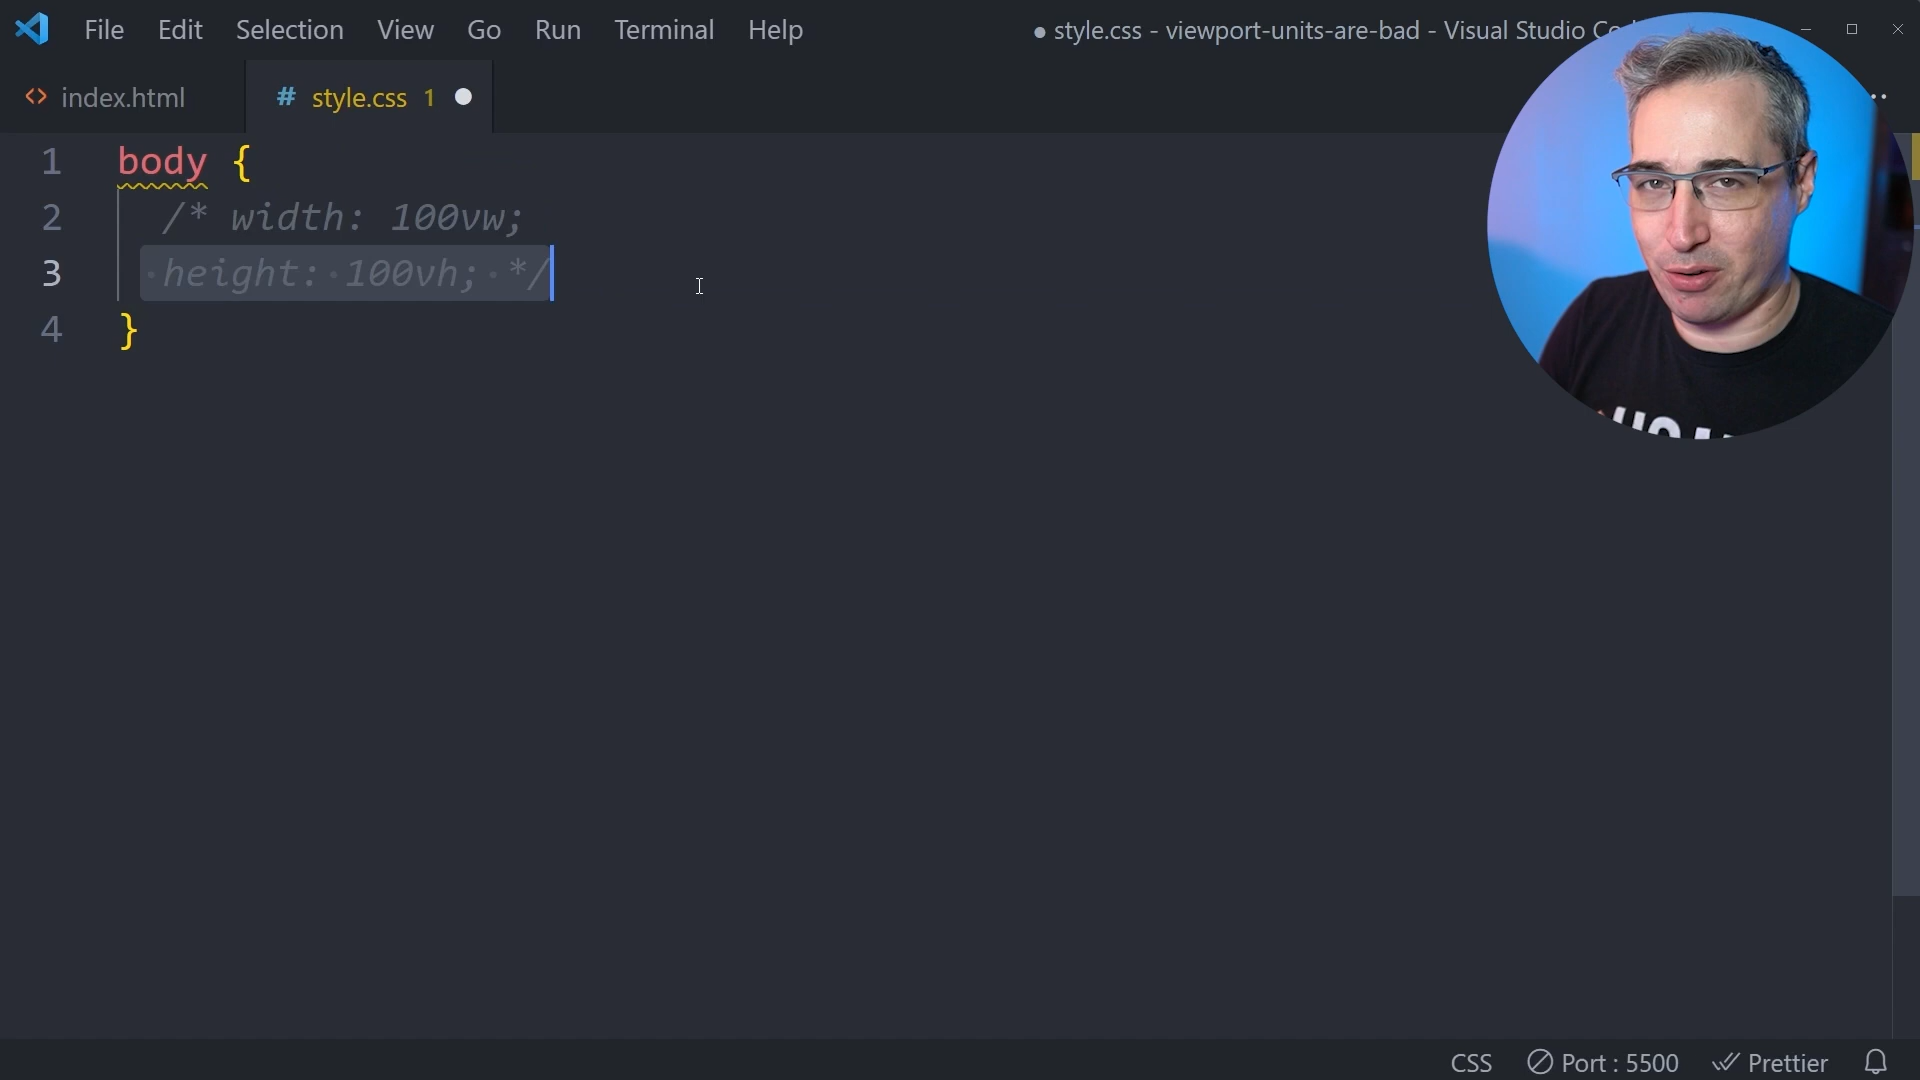 File Edit Selection View Go Run Terminal Help
● style.css - viewport-units-are-bad - Visual Studio
index.html
# style.css 1 ●
1 body {
2 /* width: 100vw;
3 height: 100vh; */
4 }
CSS Port : 5500 Prettier